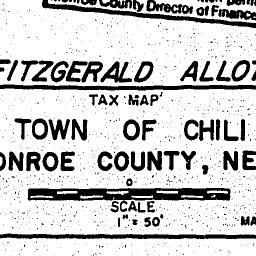 Monroe County Director of Finance
FITZGERALD ALLOT
TAX MAP
TOWN OF CHILI
ONROE COUNTY, NE
0
SCALE
1" = 50'
MA